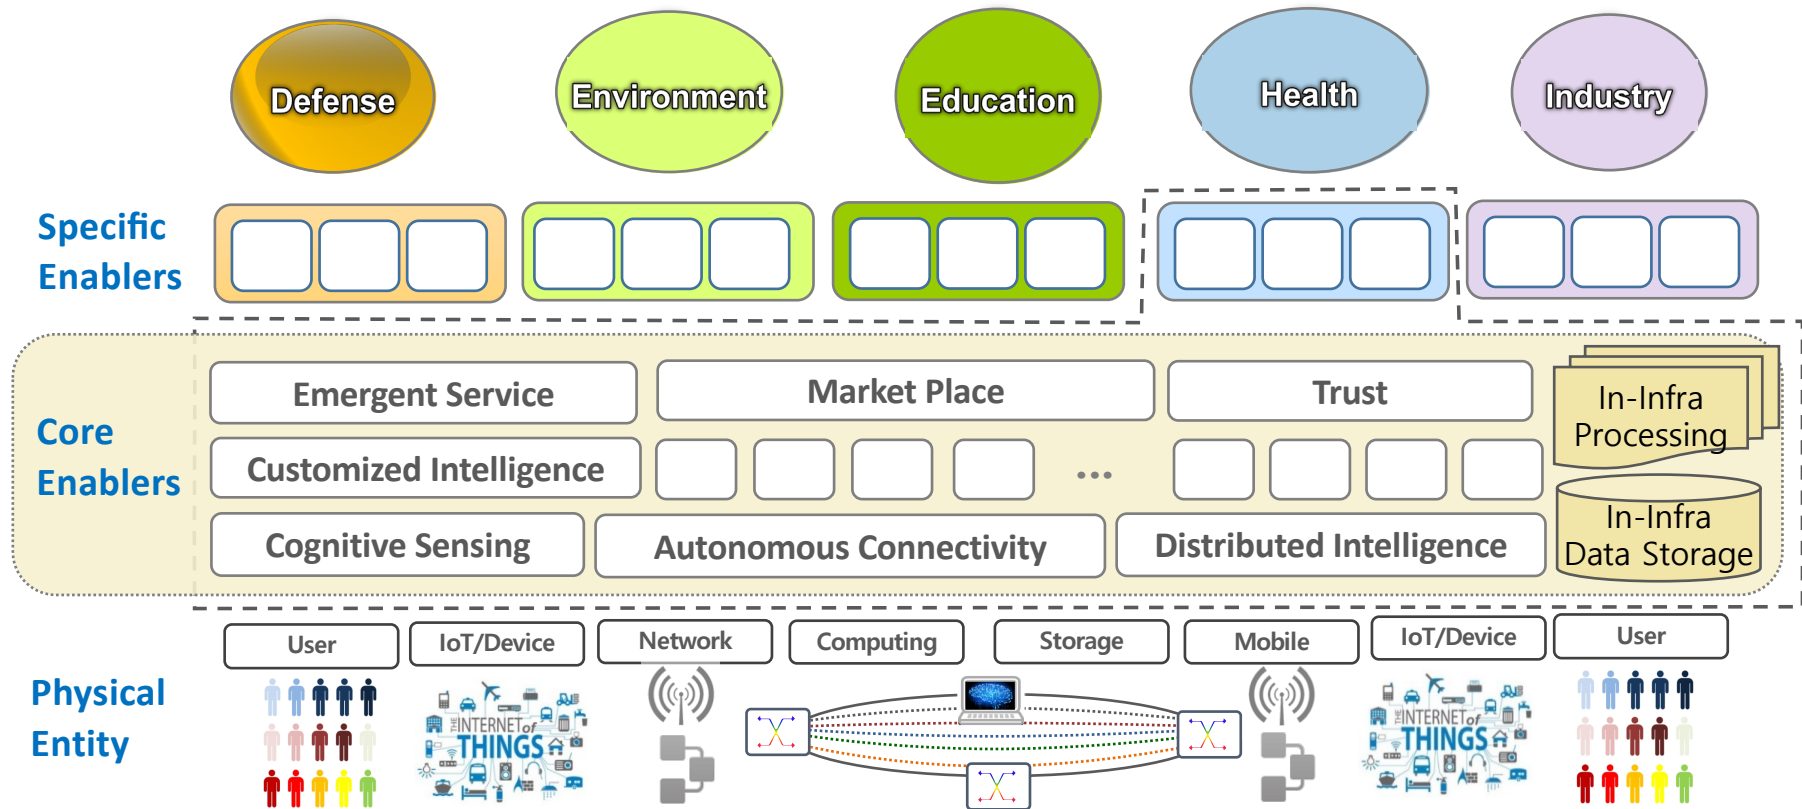 Defense
Environment
Education
Health
Industry
Specific
Enablers
Core
Enablers
Emergent Service
Market Place
Trust
In-Infra
Processing
Customized Intelligence
...
Cognitive Sensing
Autonomous Connectivity
Distributed Intelligence
In-Infra
Data Storage
User
IoT/Device
Network
Computing
Storage
Mobile
IoT/Device
User
Physical
Entity
THE INTERNET of
THINGS
THE INTERNET of
THINGS